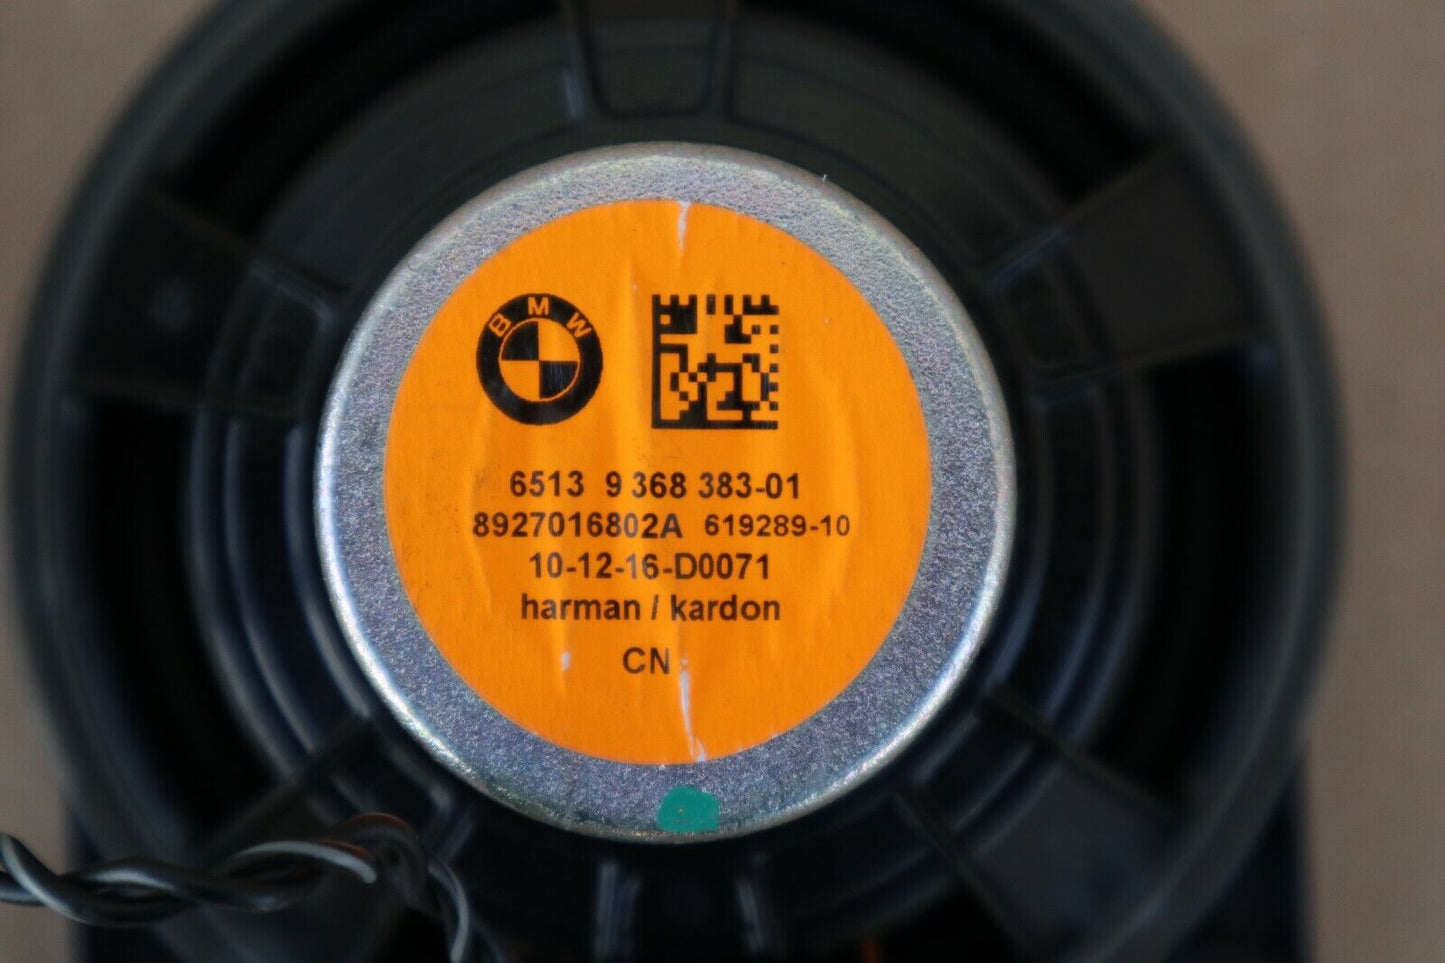 BMW
6513 9 368 383-01
8927016802A 619289-10
10-12-16-D0071
harman / kardon
CN